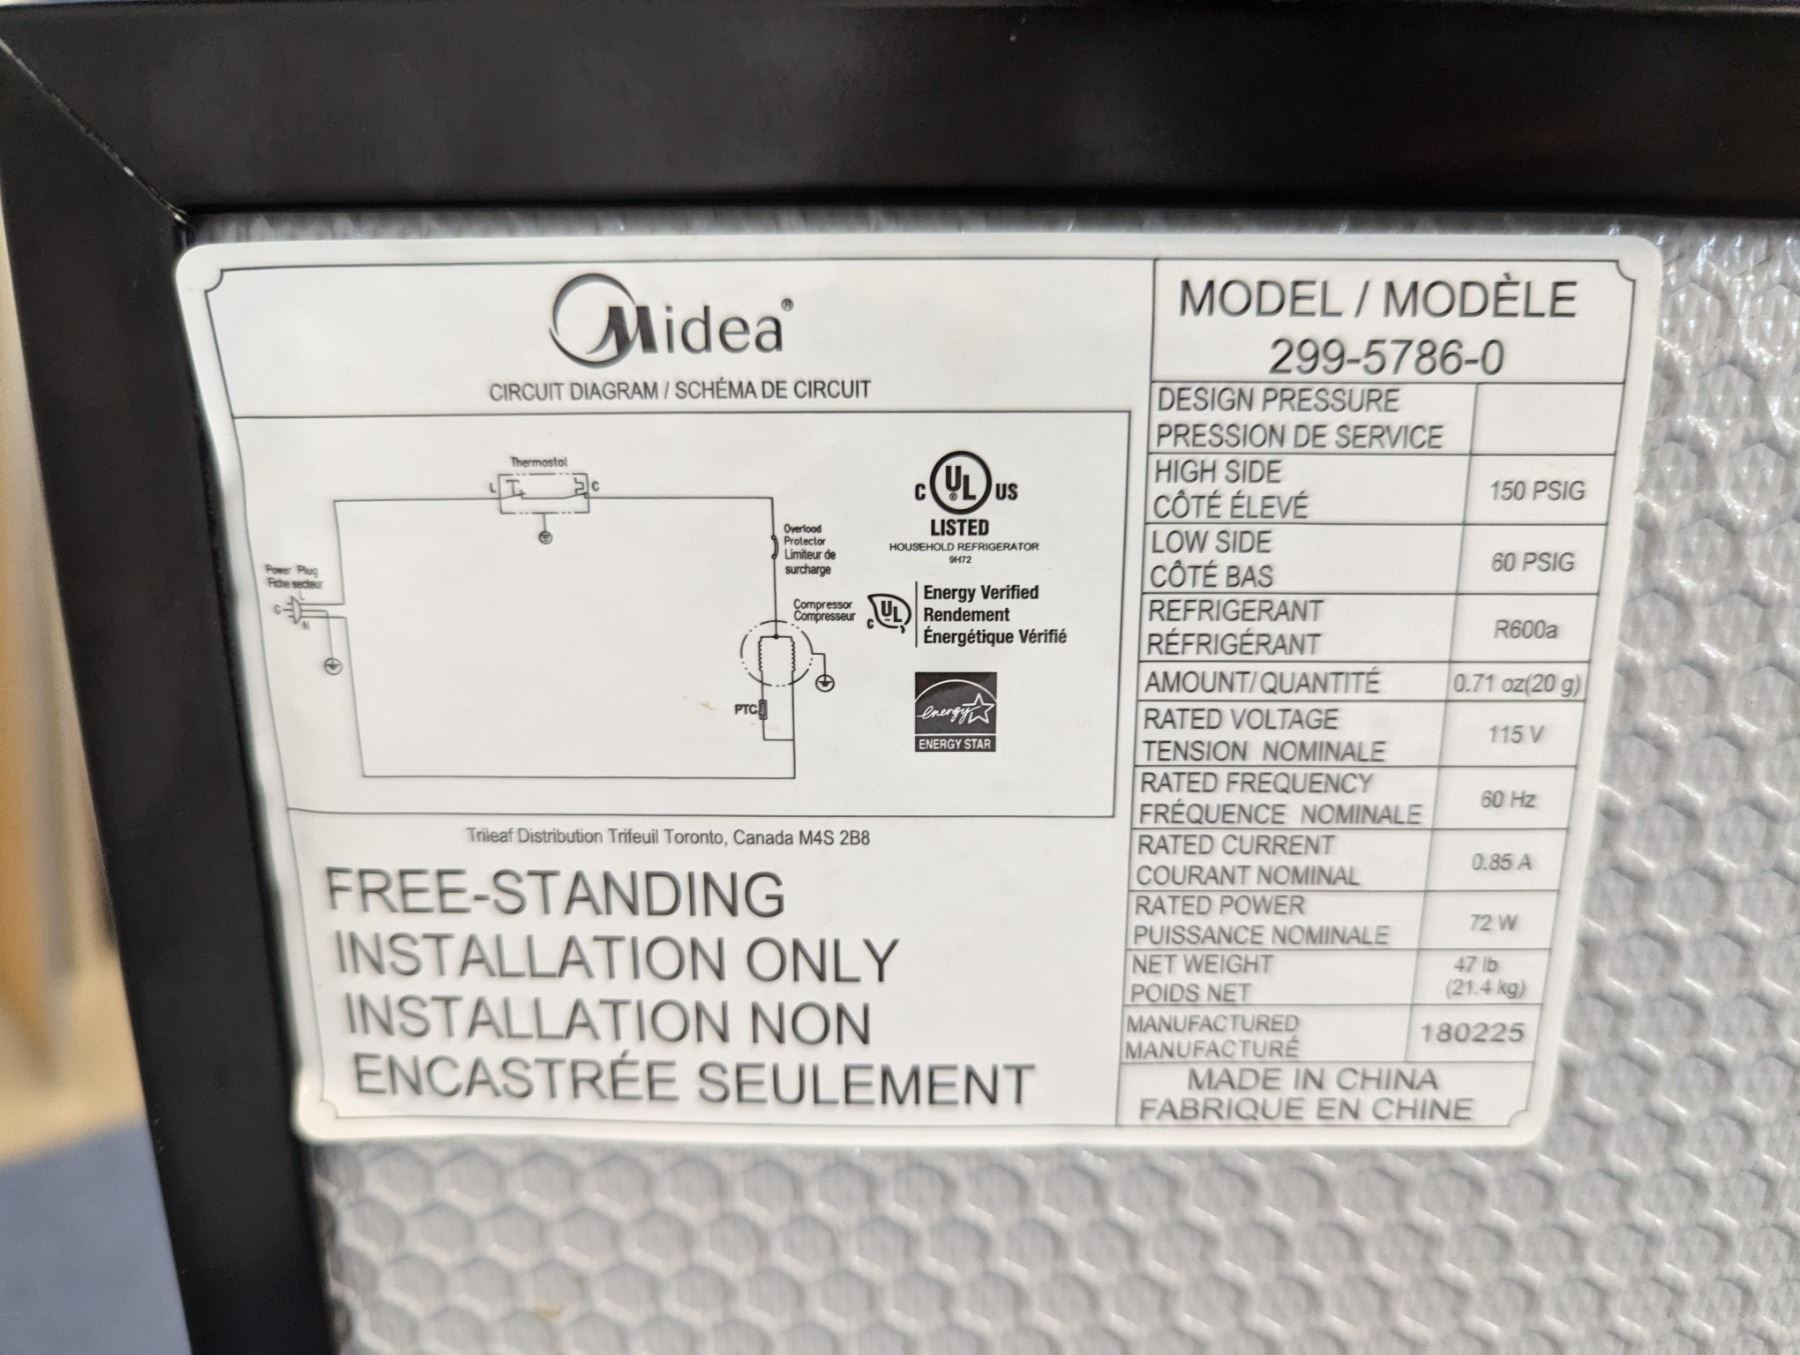 Midea®
CIRCUIT DIAGRAM / SCHÉMA DE CIRCUIT
Thermostat
L
C
Overload
Protector
Limiteur de
surcharge
Power Plug
Fiche secteur
G
N
Compressor
Compresseur
PTC
C UL US
®
LISTED
HOUSEHOLD REFRIGERATOR
9H72
c UL
Energy Verified
Rendement
Énergétique Vérifié
energy
ENERGY STAR
Trileaf Distribution Trifeuil Toronto, Canada M4S 2B8
FREE-STANDING
INSTALLATION ONLY
INSTALLATION NON
ENCASTRÉE SEULEMENT
MODEL / MODÈLE
299-5786-0
DESIGN PRESSURE
PRESSION DE SERVICE
HIGH SIDE
CÔTÉ ÉLEVÉ
150 PSIG
LOW SIDE
CÔTÉ BAS
60 PSIG
REFRIGERANT
RÉFRIGÉRANT
R600a
AMOUNT/QUANTITÉ
0.71 oz(20 g)
RATED VOLTAGE
TENSION NOMINALE
115 V
RATED FREQUENCY
FRÉQUENCE NOMINALE
60 Hz
RATED CURRENT
COURANT NOMINAL
0.85 A
RATED POWER
PUISSANCE NOMINALE
72 W
NET WEIGHT
POIDS NET
47 lb
(21.4 kg)
MANUFACTURED
MANUFACTURÉ
180225
MADE IN CHINA
FABRIQUE EN CHINE